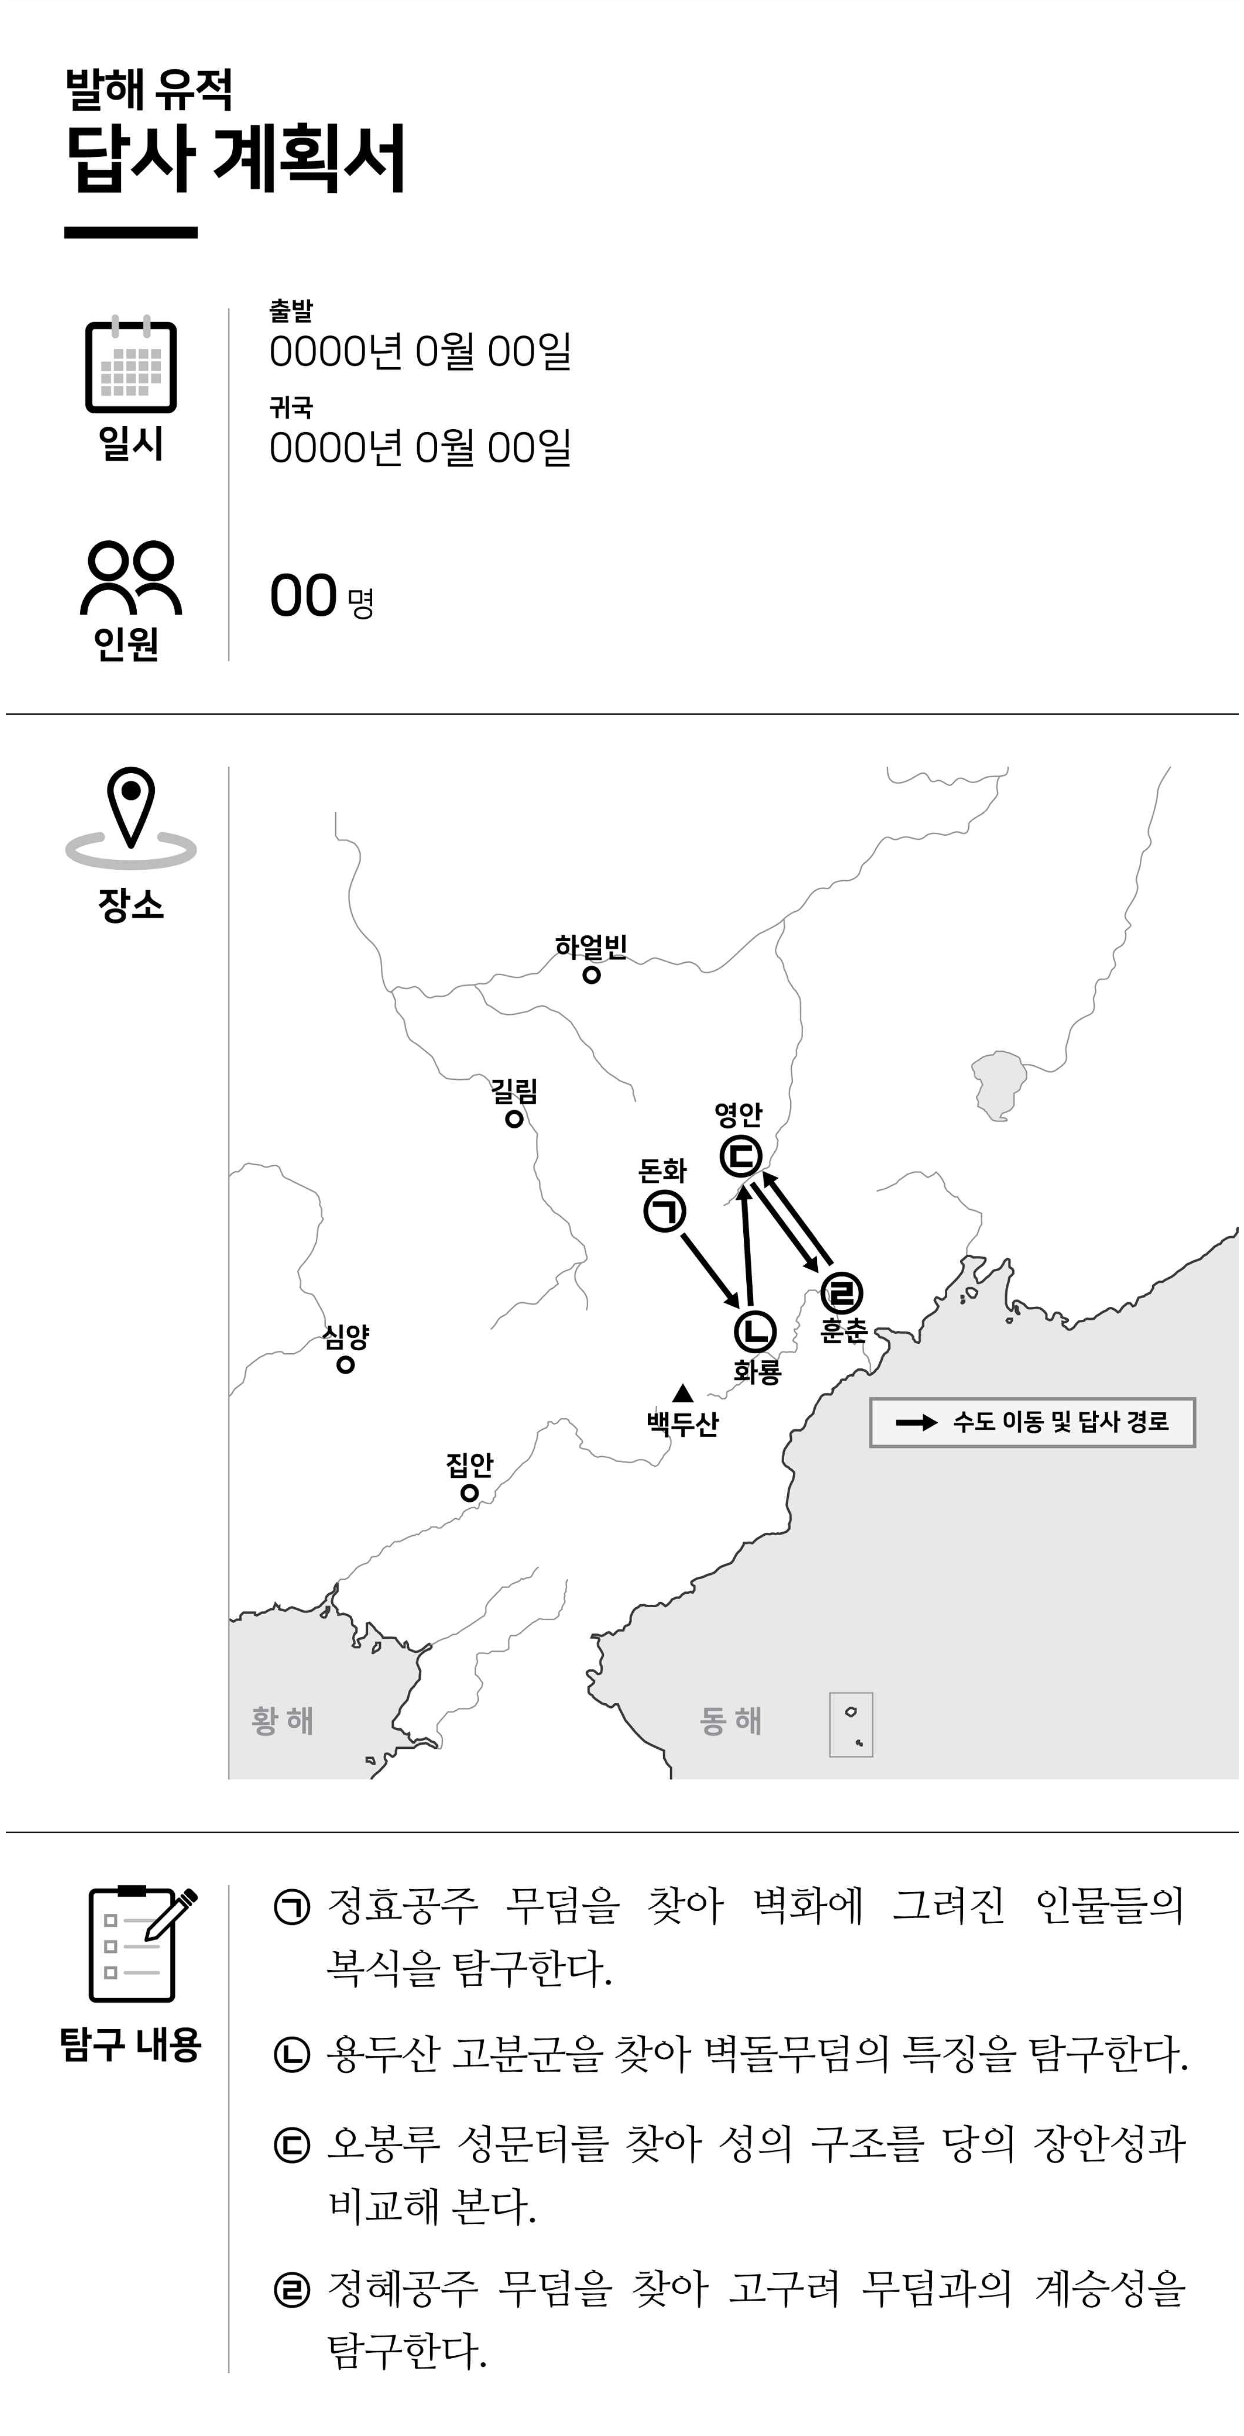 발해 유적
답사 계획서
출발
0000년 0월 00일
귀국
0000년 0월 00일
일시
00 명
인원
장소
하얼빈
길림
영안
㉢
돈화
㉠
㉣
훈춘
심양
㉡
화룡
백두산
수도 이동 및 답사 경로
집안
황 해
동 해
㉠ 정효공주 무덤을 찾아 벽화에 그려진 인물들의
복식을 탐구한다.
탐구 내용
㉡ 용두산 고분군을 찾아 벽돌무덤의 특징을 탐구한다.
㉢ 오봉루 성문터를 찾아 성의 구조를 당의 장안성과
비교해 본다.
㉣ 정혜공주 무덤을 찾아 고구려 무덤과의 계승성을
탐구한다.